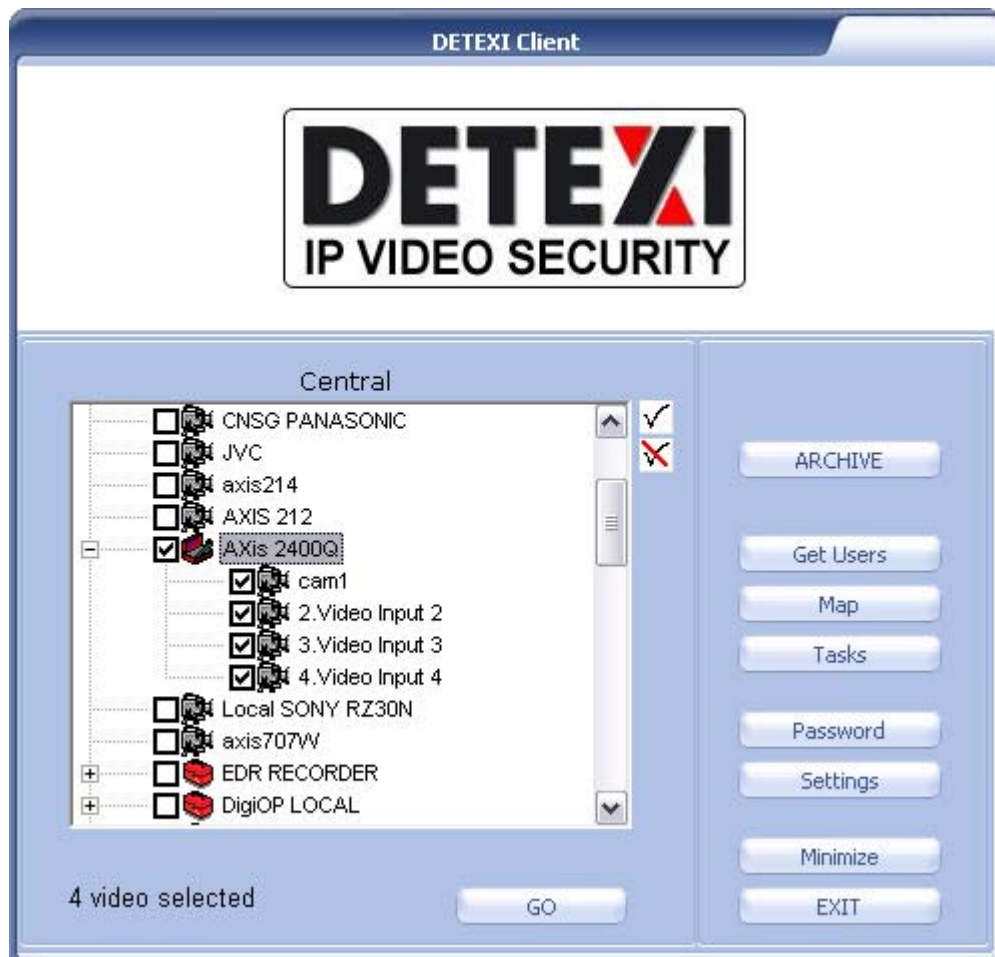 DETEXI Client
DETEXI
IP VIDEO SECURITY
Central
CNSG PANASONIC
JVC
axis214
AXIS 212
AXis 2400Q
cam1
2.Video Input 2
3.Video Input 3
4.Video Input 4
Local SONY RZ30N
axis707W
EDR RECORDER
DigiOP LOCAL
4 video selected
GO
ARCHIVE
Get Users
Map
Tasks
Password
Settings
Minimize
EXIT